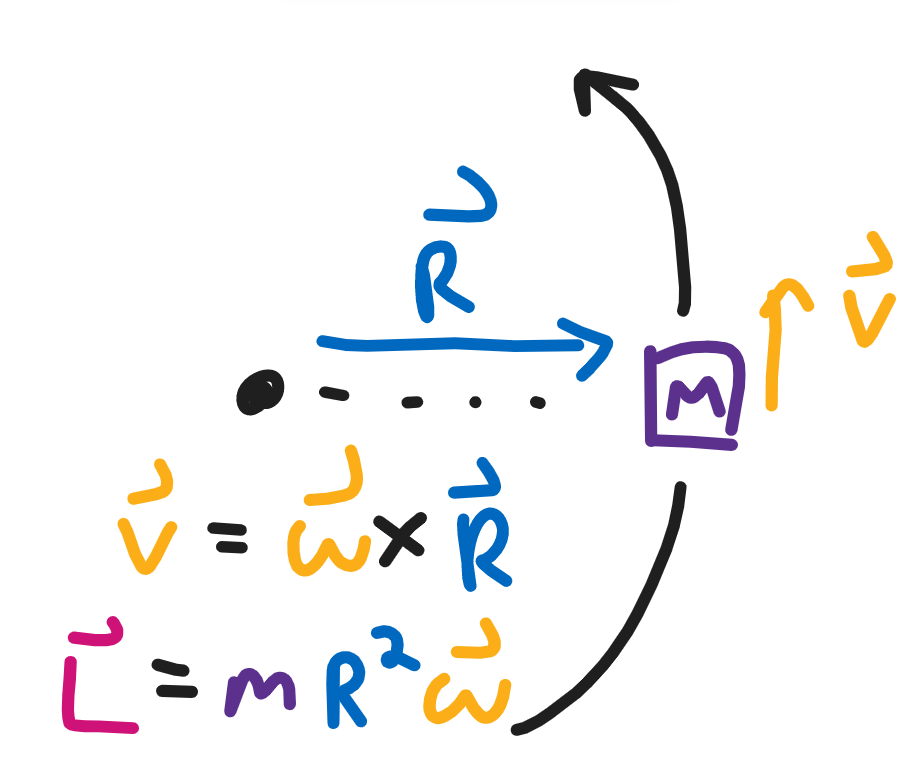 R⃗
v⃗
m
v⃗ = ω⃗ × R⃗
L⃗ = m R² ω⃗